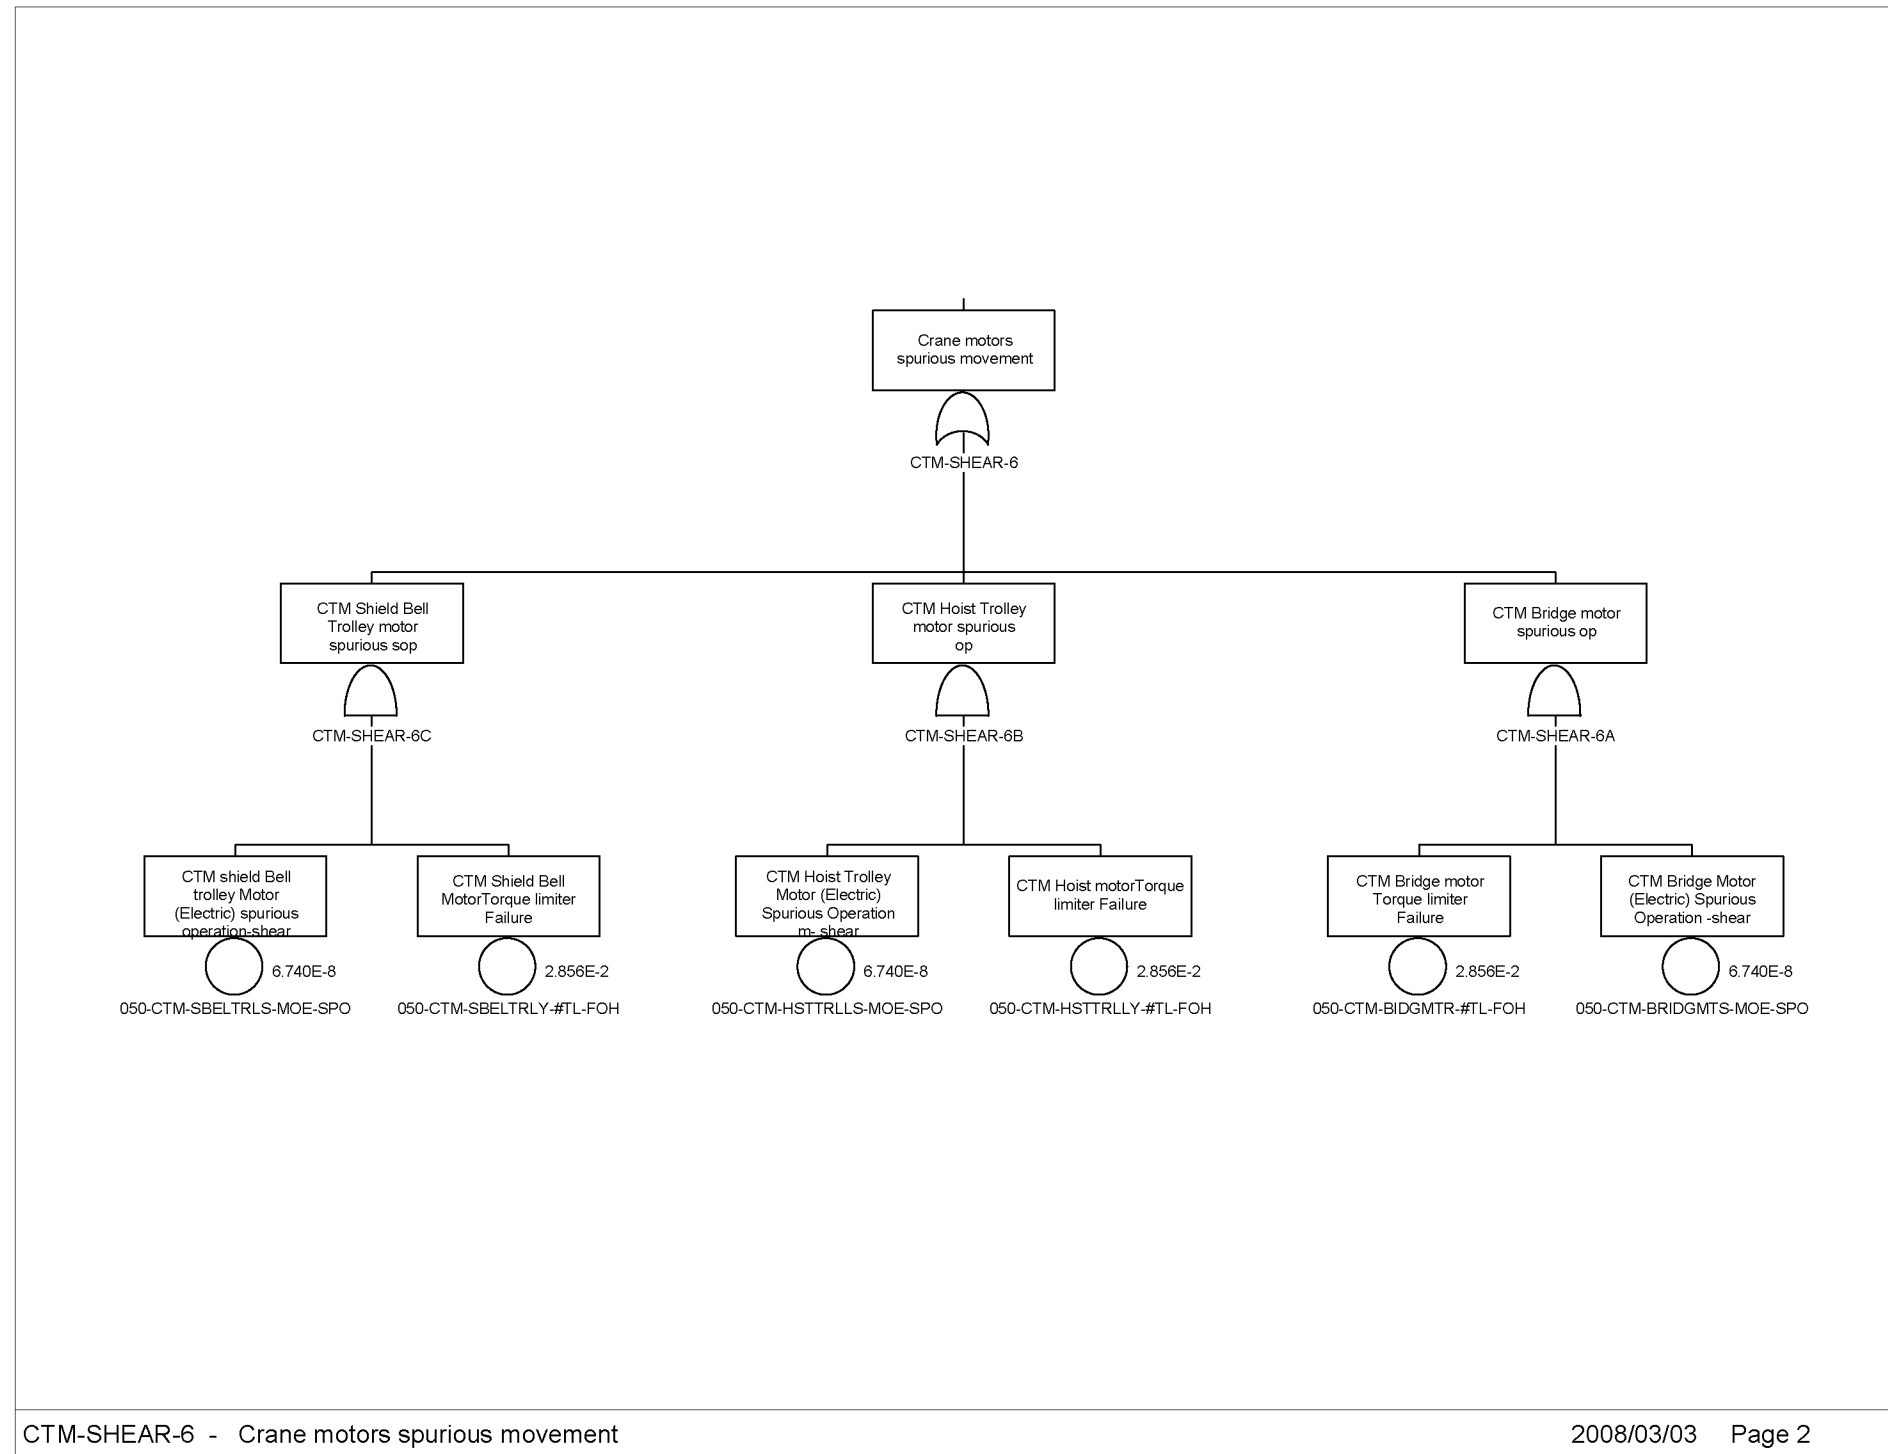 Crane motors
spurious movement
CTM-SHEAR-6
CTM Shield Bell
Trolley motor
spurious sop
CTM-SHEAR-6C
CTM Hoist Trolley
motor spurious
op
CTM-SHEAR-6B
CTM Bridge motor
spurious op
CTM-SHEAR-6A
CTM shield Bell
trolley Motor
(Electric) spurious
operation-shear
6.740E-8
050-CTM-SBELTRLS-MOE-SPO
CTM Shield Bell
MotorTorque limiter
Failure
2.856E-2
050-CTM-SBELTRLY-#TL-FOH
CTM Hoist Trolley
Motor (Electric)
Spurious Operation
m- shear
6.740E-8
050-CTM-HSTTRLLS-MOE-SPO
CTM Hoist motorTorque
limiter Failure
2.856E-2
050-CTM-HSTTRLLY-#TL-FOH
CTM Bridge motor
Torque limiter
Failure
2.856E-2
050-CTM-BIDGMTR-#TL-FOH
CTM Bridge Motor
(Electric) Spurious
Operation -shear
6.740E-8
050-CTM-BRIDGMTS-MOE-SPO
CTM-SHEAR-6 - Crane motors spurious movement
2008/03/03 Page 2